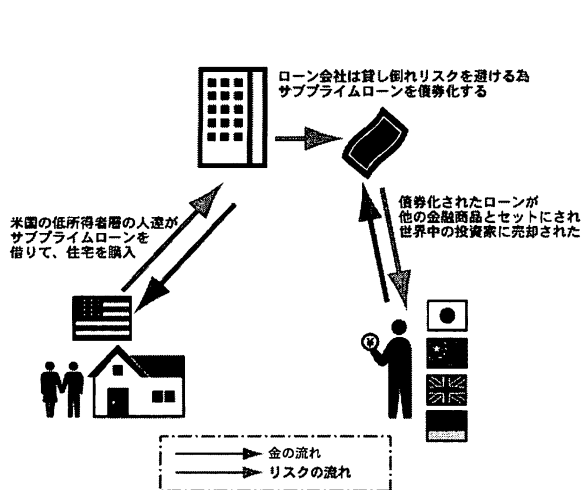 ローン会社は貸し倒れリスクを避ける為
サブプライムローンを債券化する
債券化されたローンが
他の金融商品とセットにされ
世界中の投資家に売却された
米国の低所得者層の人達が
サブプライムローンを
借りて、住宅を購入
¥
金の流れ
リスクの流れ